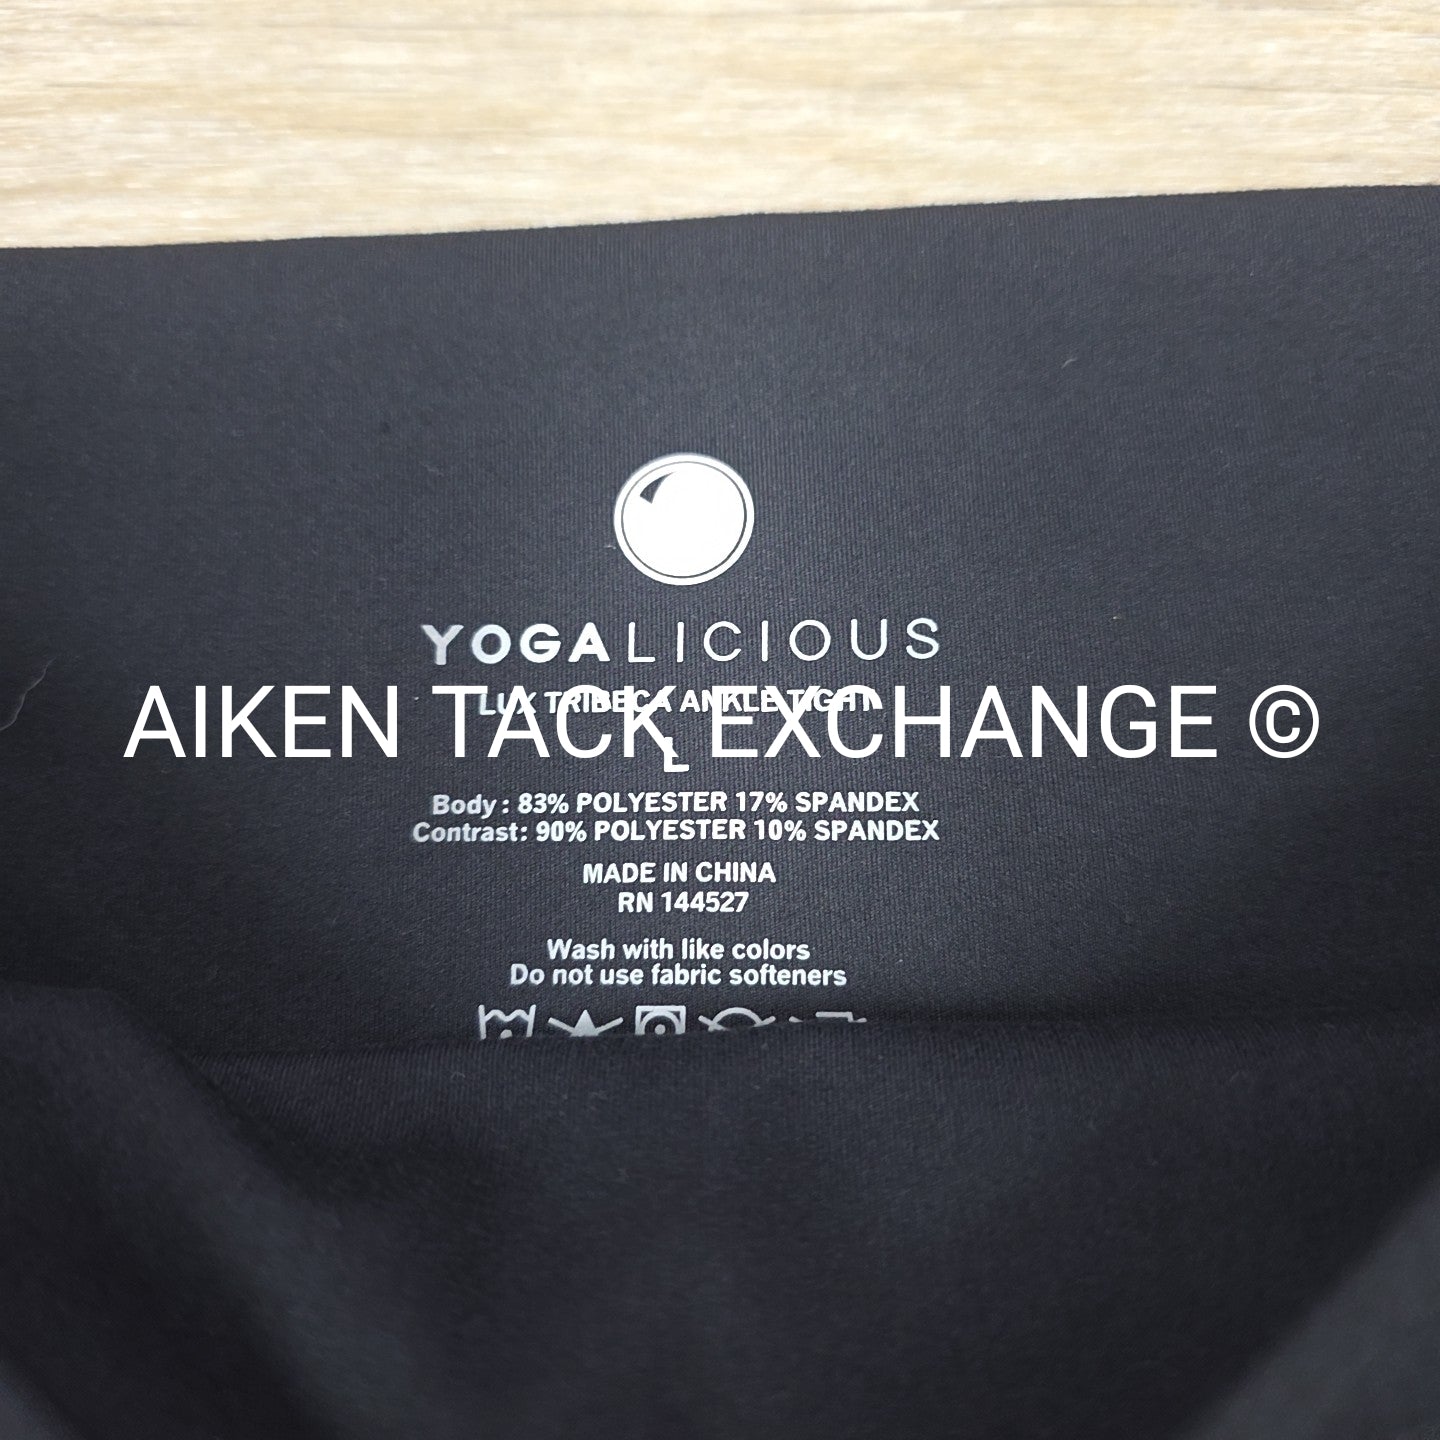 YOGALICIOUS
LUX TRIBECA ANKLE TIGHT
AIKEN TACK EXCHANGE ©
L
Body : 83% POLYESTER 17% SPANDEX
Contrast: 90% POLYESTER 10% SPANDEX
MADE IN CHINA
RN 144527
Wash with like colors
Do not use fabric softeners